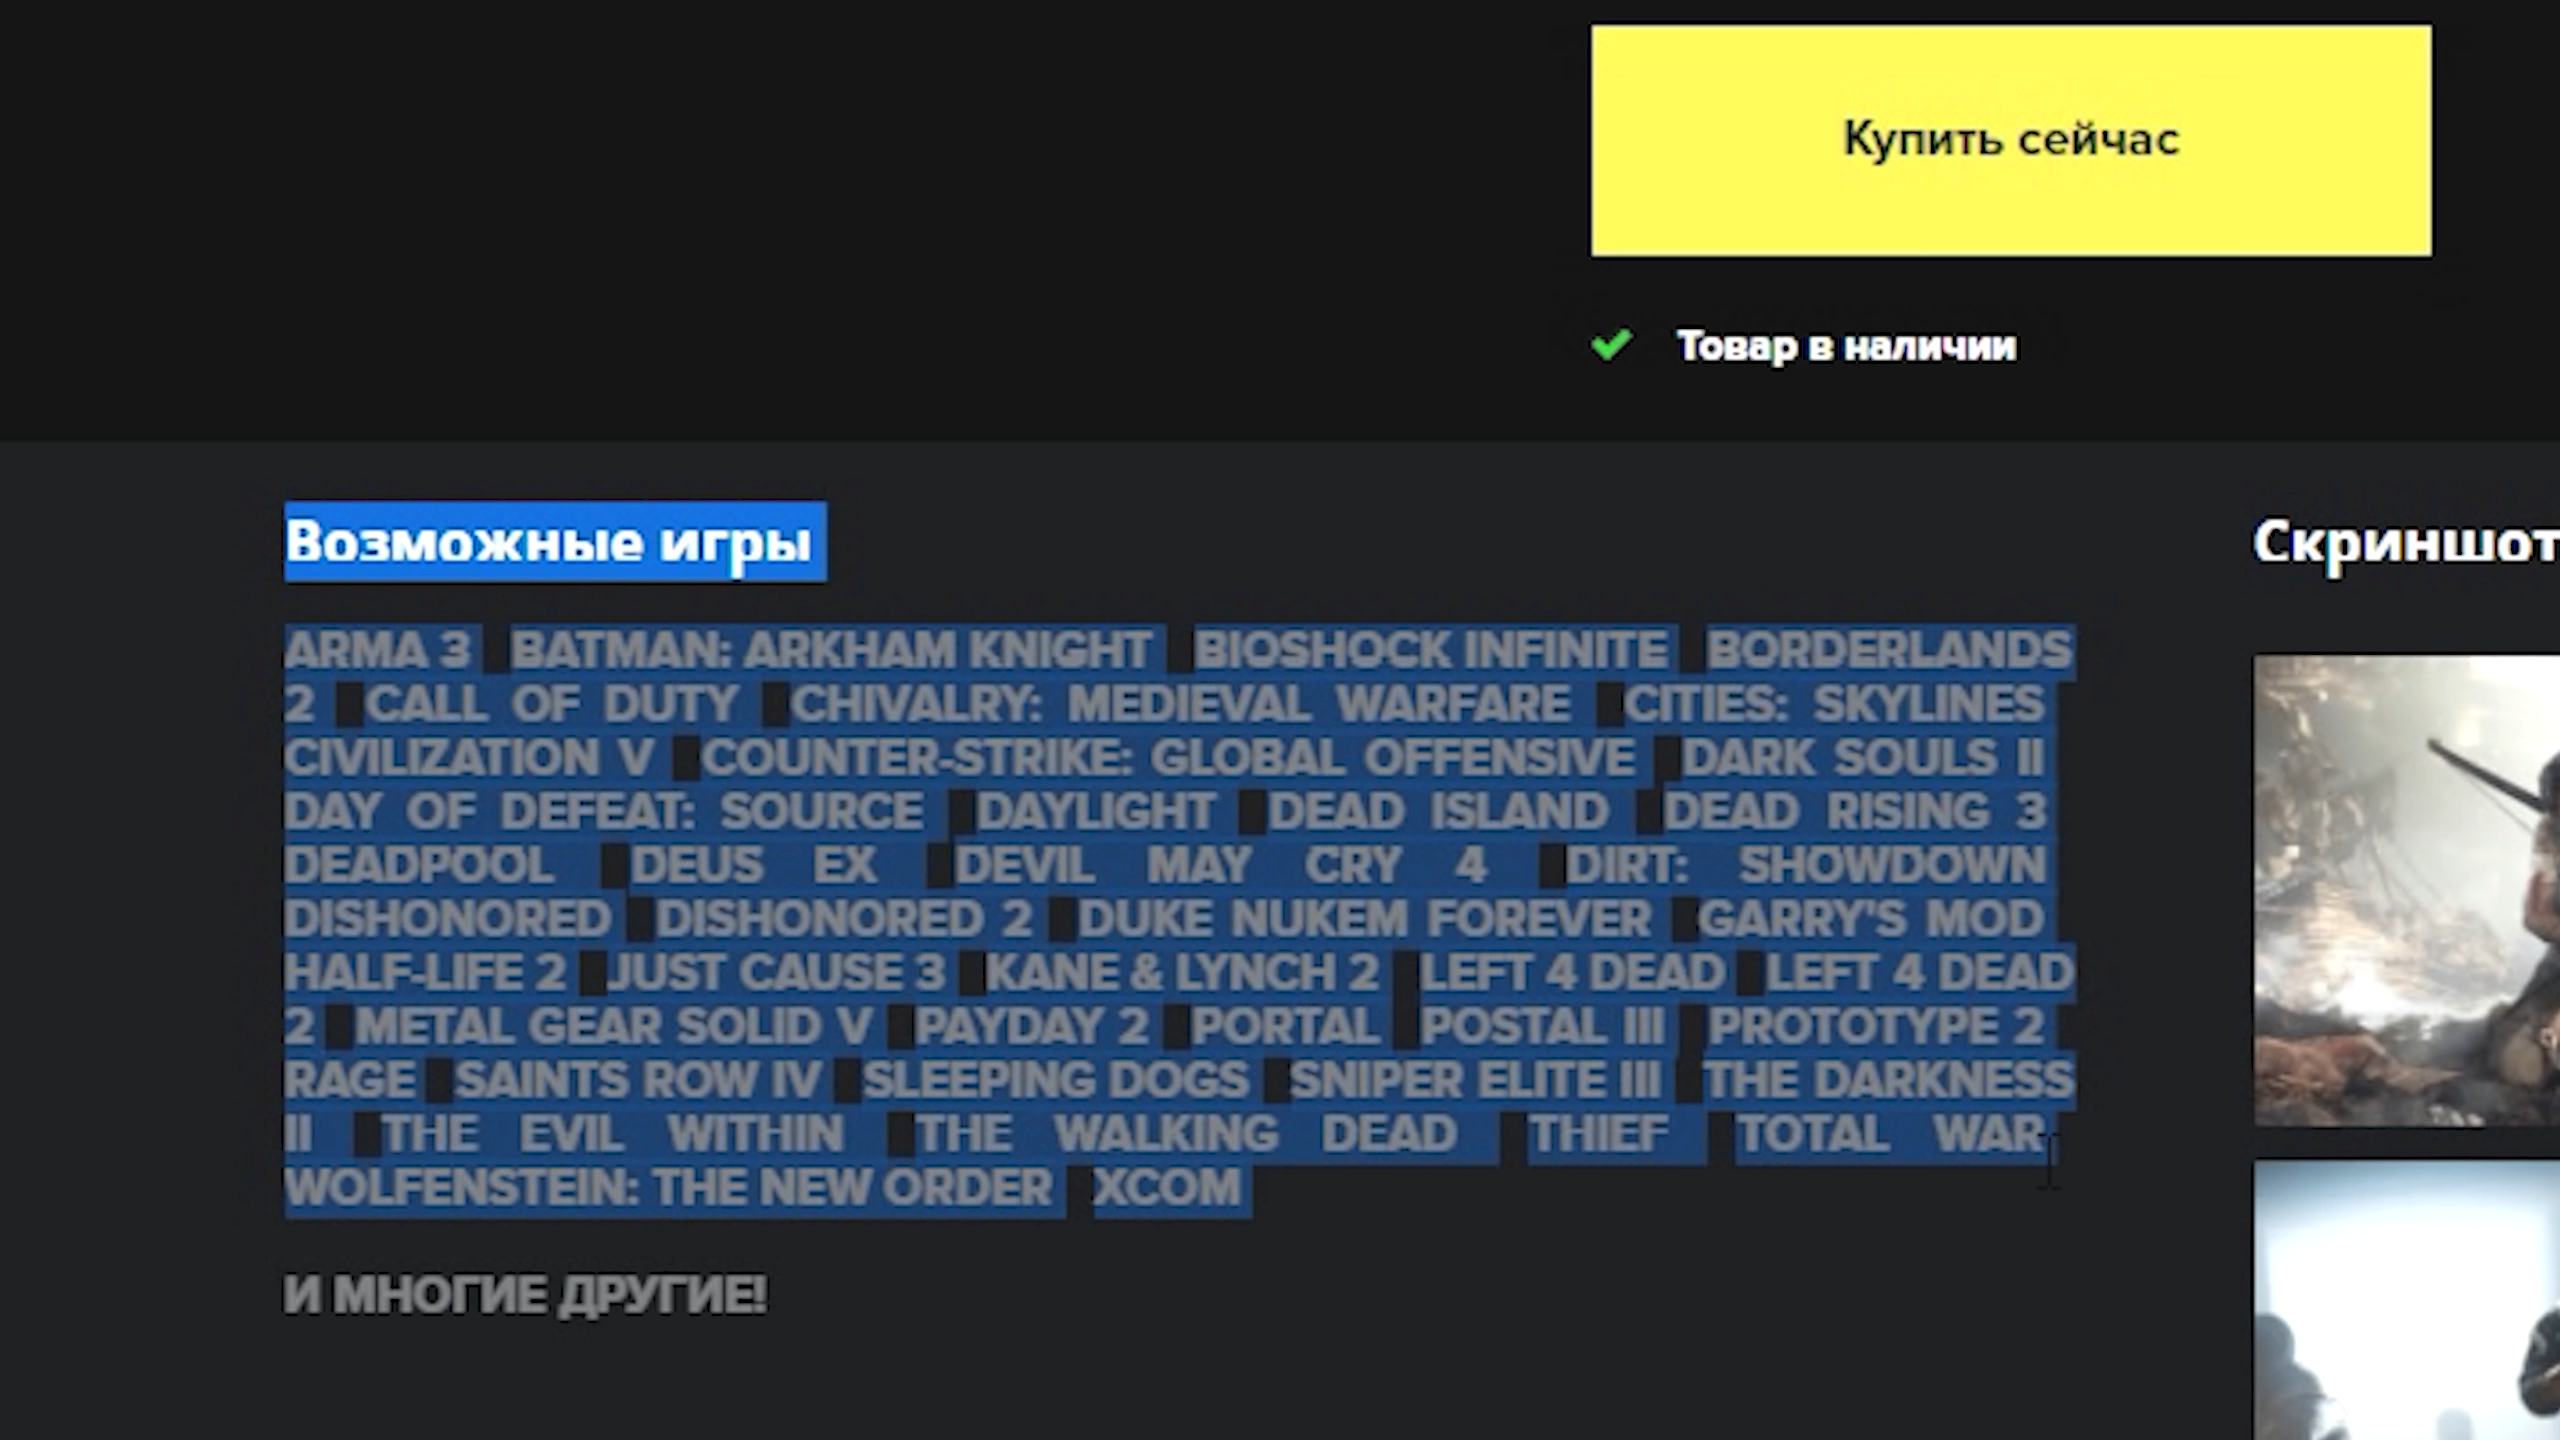 Купить сейчас
Товар в наличии
Возможные игры
ARMA 3 BATMAN: ARKHAM KNIGHT BIOSHOCK INFINITE BORDERLANDS
2 CALL OF DUTY CHIVALRY: MEDIEVAL WARFARE CITIES: SKYLINES
CIVILIZATION V COUNTER-STRIKE: GLOBAL OFFENSIVE DARK SOULS II
DAY OF DEFEAT: SOURCE DAYLIGHT DEAD ISLAND DEAD RISING 3
DEADPOOL DEUS EX DEVIL MAY CRY 4 DIRT: SHOWDOWN
DISHONORED DISHONORED 2 DUKE NUKEM FOREVER GARRY'S MOD
HALF-LIFE 2 JUST CAUSE 3 KANE & LYNCH 2 LEFT 4 DEAD LEFT 4 DEAD
2 METAL GEAR SOLID V PAYDAY 2 PORTAL POSTAL III PROTOTYPE 2
RAGE SAINTS ROW IV SLEEPING DOGS SNIPER ELITE III THE DARKNESS
II THE EVIL WITHIN THE WALKING DEAD THIEF TOTAL WAR
WOLFENSTEIN: THE NEW ORDER XCOM
И МНОГИЕ ДРУГИЕ!
Скриншот